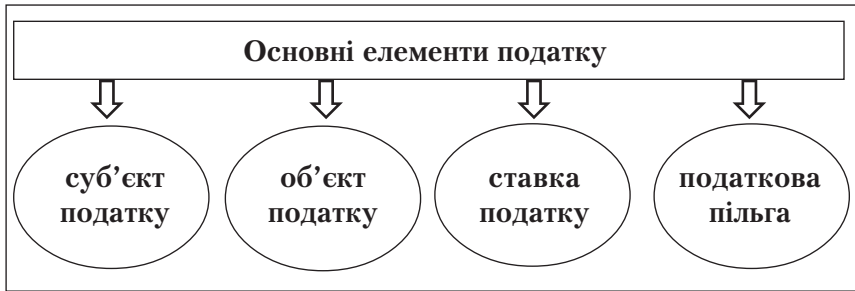 Основні елементи податку
суб’єкт
податку
об’єкт
податку
ставка
податку
податкова
пільга